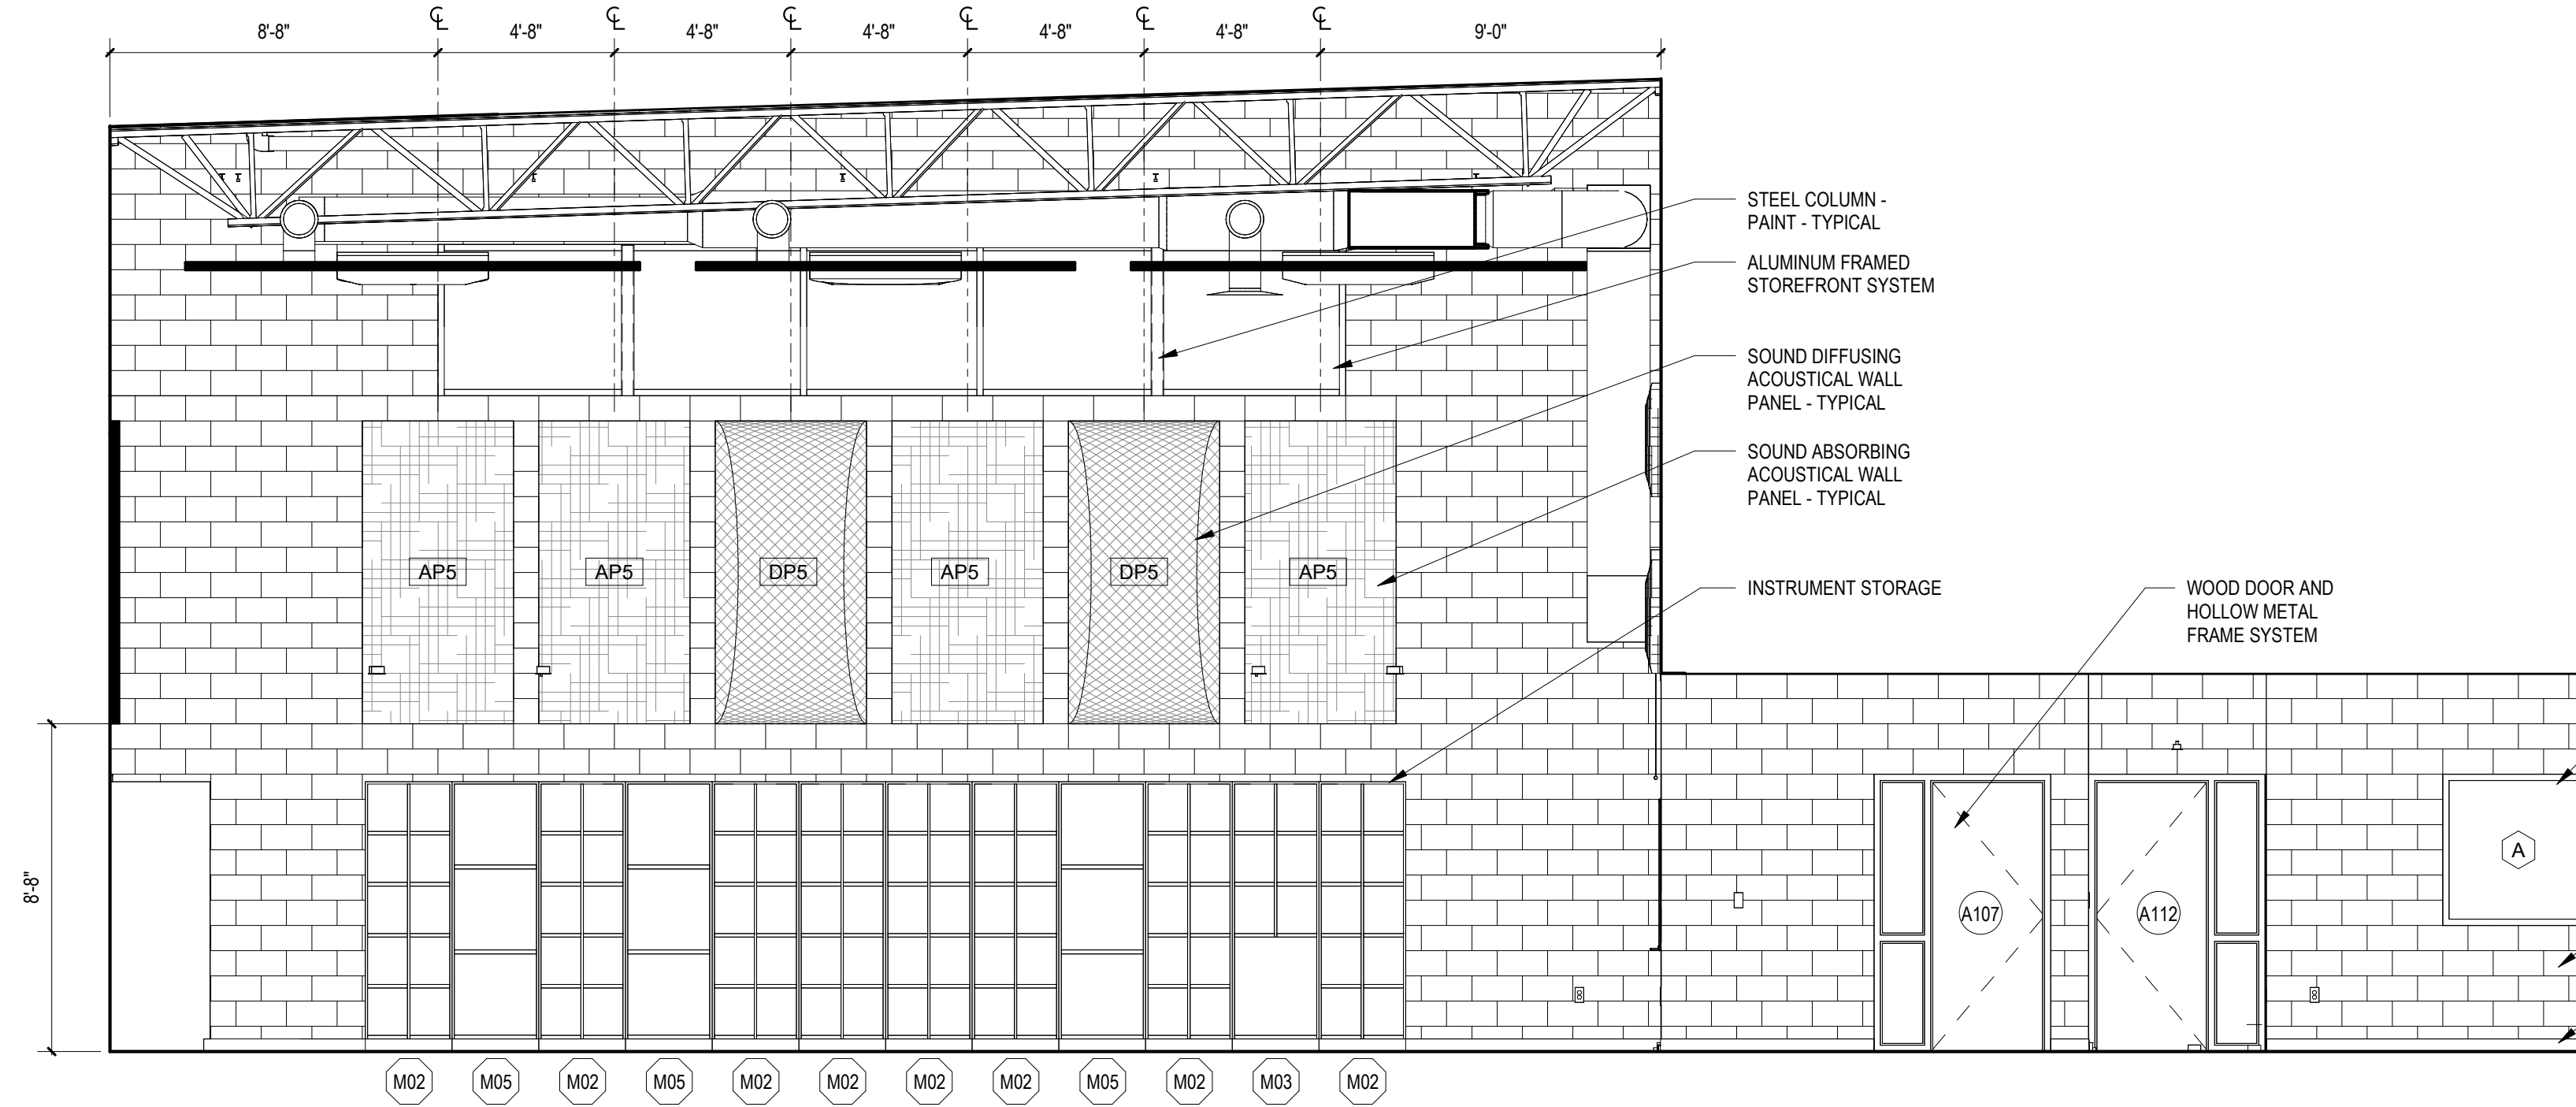 8'-8"
4'-8"
4'-8"
4'-8"
4'-8"
4'-8"
9'-0"
STEEL COLUMN -
PAINT - TYPICAL
ALUMINUM FRAMED
STOREFRONT SYSTEM
SOUND DIFFUSING
ACOUSTICAL WALL
PANEL - TYPICAL
SOUND ABSORBING
ACOUSTICAL WALL
PANEL - TYPICAL
INSTRUMENT STORAGE
WOOD DOOR AND
HOLLOW METAL
FRAME SYSTEM
AP5
AP5
DP5
AP5
DP5
AP5
8'-8"
A107
A112
A
M02
M05
M02
M05
M02
M02
M02
M02
M05
M02
M03
M02